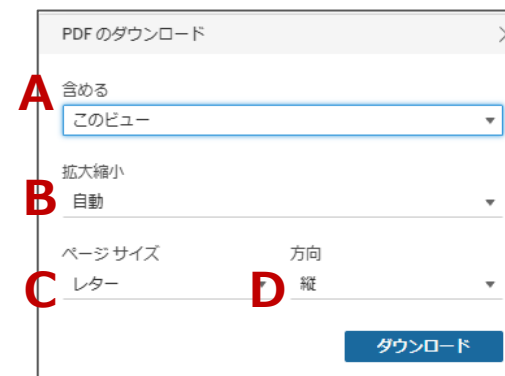 PDF のダウンロード
A 含める
このビュー
拡大縮小
B 自動
ページ サイズ 方向
C レター D 縦
ダウンロード